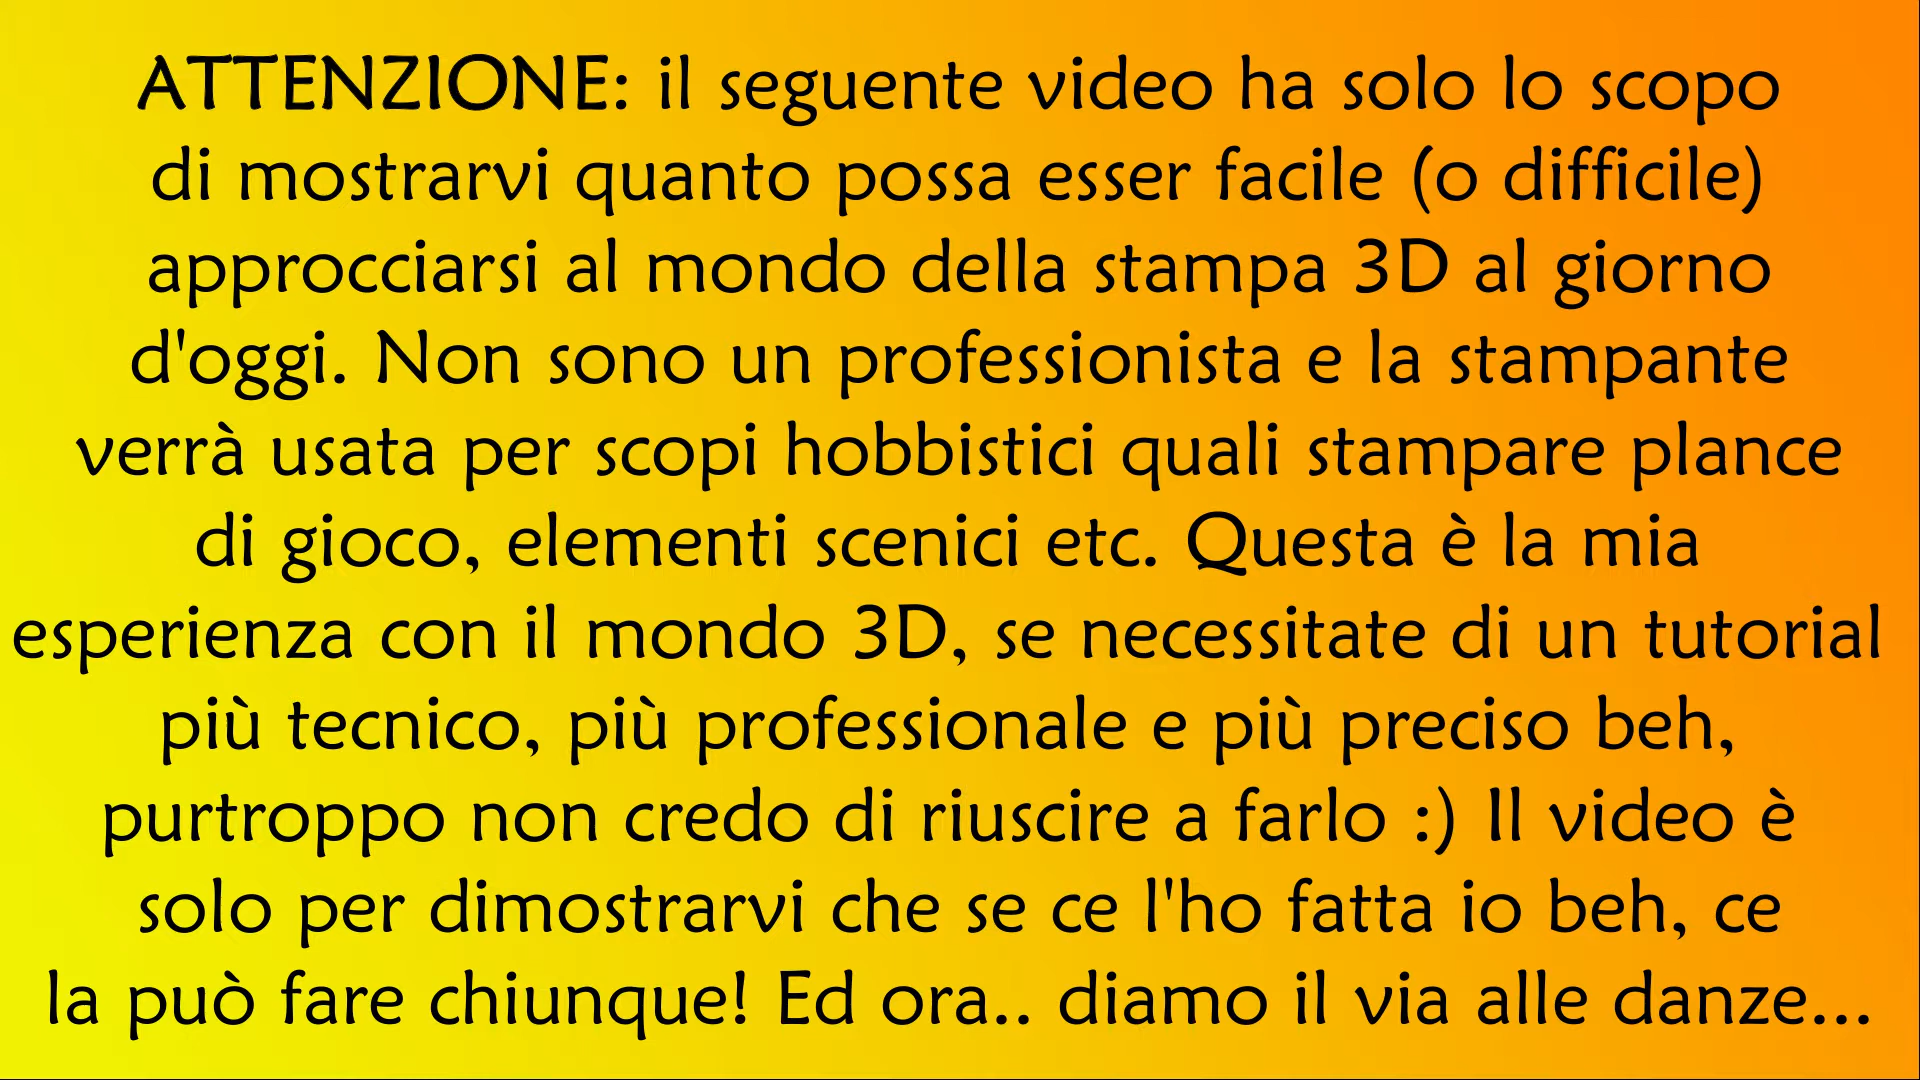 ATTENZIONE: il seguente video ha solo lo scopo
di mostrarvi quanto possa esser facile (o difficile)
approcciarsi al mondo della stampa 3D al giorno
d'oggi. Non sono un professionista e la stampante
verrà usata per scopi hobbistici quali stampare plance
di gioco, elementi scenici etc. Questa è la mia
esperienza con il mondo 3D, se necessitate di un tutorial
più tecnico, più professionale e più preciso beh,
purtroppo non credo di riuscire a farlo :) Il video è
solo per dimostrarvi che se ce l'ho fatta io beh, ce
la può fare chiunque! Ed ora.. diamo il via alle danze...